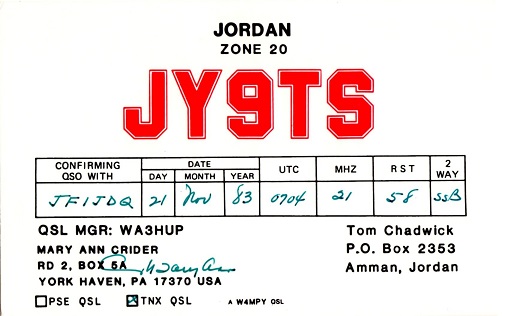 JORDAN
ZONE 20
JY9TS
CONFIRMING QSO WITH DATE DAY MONTH YEAR UTC MHZ RST 2 WAY
JF1JDQ 21 Nov 83 0704 21 58 SSB
QSL MGR: WA3HUP
MARY ANN CRIDER
RD 2, BOX 5A Mary Ann
YORK HAVEN, PA 17370 USA
Tom Chadwick
P.O. Box 2353
Amman, Jordan
PSE QSL TNX QSL A W4MPY QSL